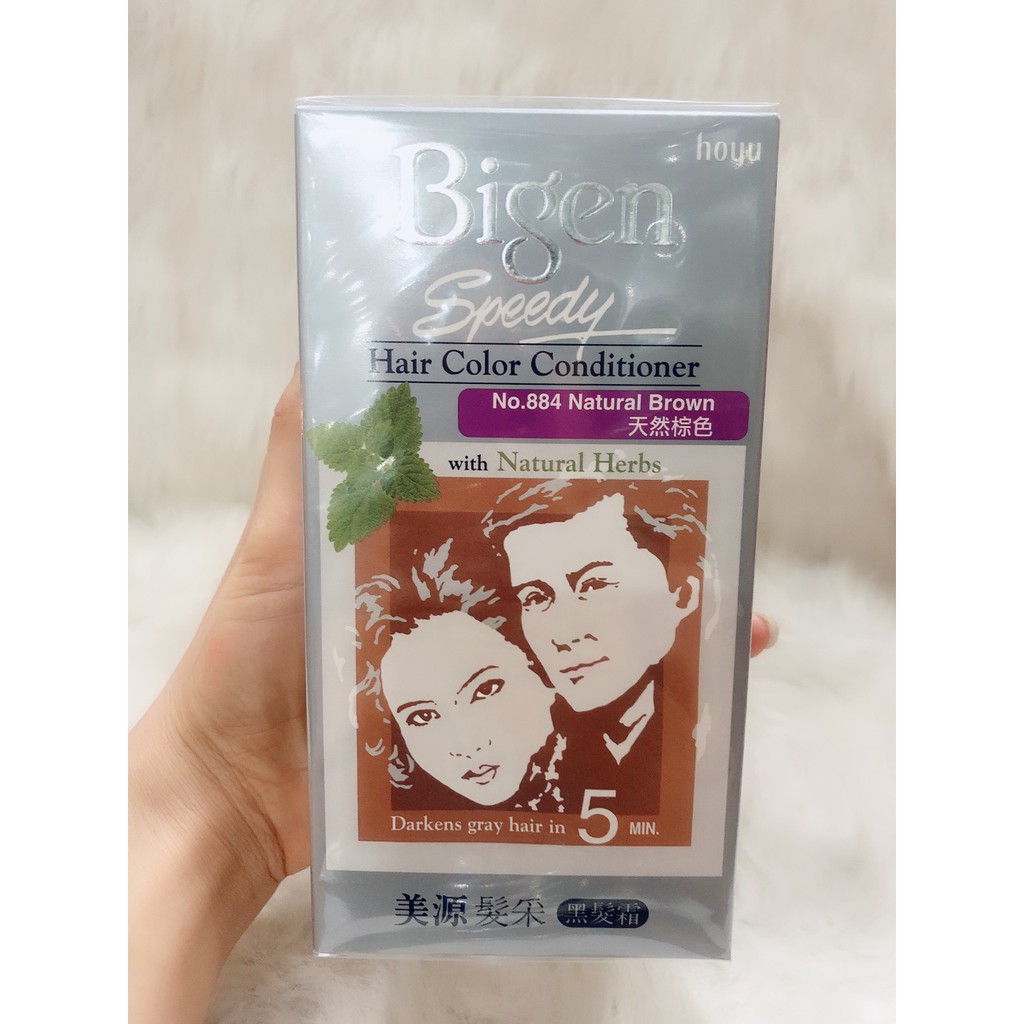 hoyu
Bigen
Speedy
Hair Color Conditioner
No.884 Natural Brown
天然棕色
with Natural Herbs
Darkens gray hair in 5 MIN.
美源髮采 黑髮霜